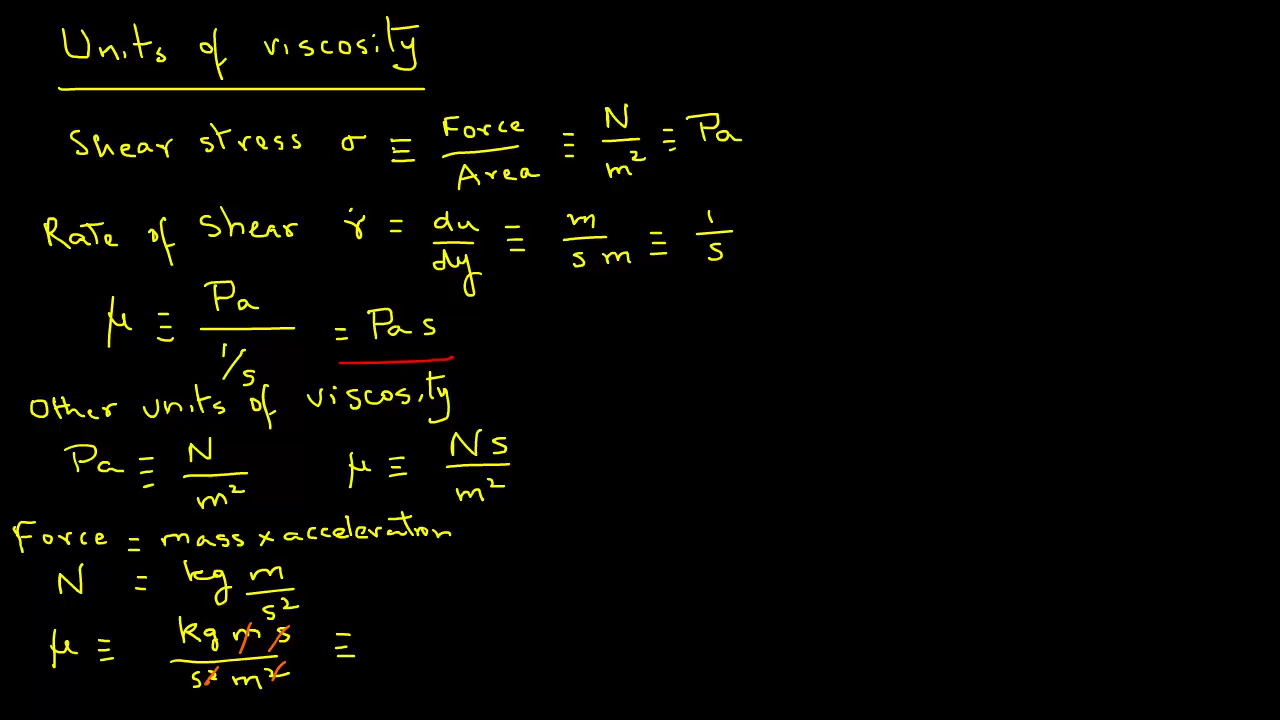 Units of viscosity
Shear stress σ ≡ Force/Area ≡ N/m² ≡ Pa
Rate of shear γ̇ = du/dy ≡ m/s m ≡ 1/s
μ ≡ Pa/(1/s) = Pa s
Other units of viscosity
Pa ≡ N/m² μ ≡ N s/m²
Force = mass × acceleration
N = kg m/s²
μ ≡ kg m s/s² m² ≡